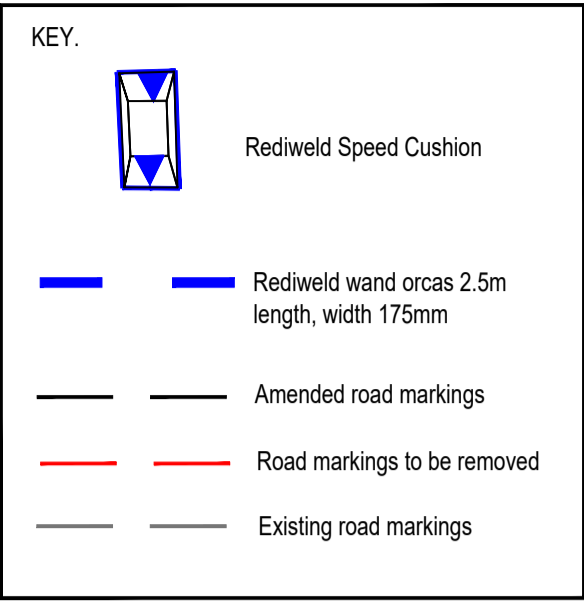 KEY.
Rediweld Speed Cushion
Rediweld wand orcas 2.5m
length, width 175mm
Amended road markings
Road markings to be removed
Existing road markings